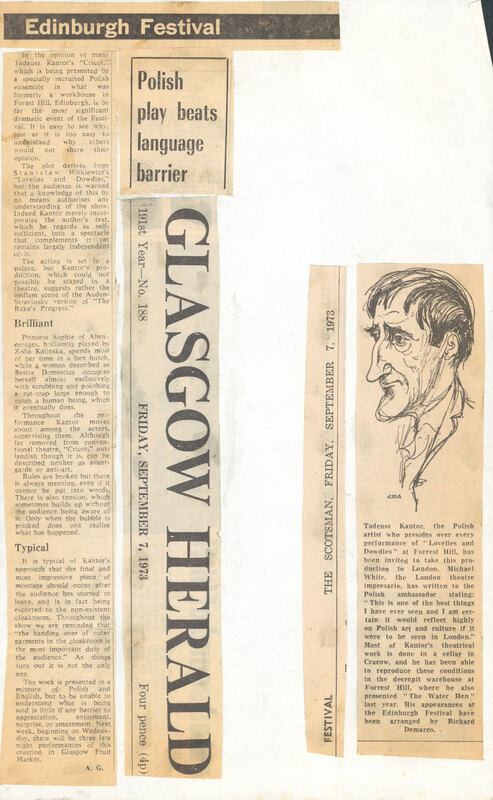 Edinburgh Festival
Polish
play beats
language
barrier
In the opinion of many
Tadeusz Kantor's "Cricot,"
which is being presented by
a specially recruited Polish
ensemble in what was
formerly a workhouse in
Forest Hill, Edinburgh, is by
far the most significant
dramatic event of the Festi-
val. It is easy to see why,
just as it is too easy to
understand why others
would not share their
opinion.
The plot derives from
Stanislaw Witkiewicz's
"Lovelies and Dowdies,"
but the audience is warned
that a knowledge of this by
no means authorises any
understanding of the show.
Indeed Kantor merely incor-
porates the author's text,
which he regards as self-
sufficient, into a spectacle
that complements it yet
remains largely independent
of it.
The action is set in a
palace, but Kantor's pro-
duction, which could not
possibly be staged in a
theatre, suggests rather the
bedlam scene of the Auden-
Stravinsky version of "The
Rake's Progress."
Brilliant
Princess Sophie of Aben-
cerages, brilliantly played by
Zofia Kalinska, spends most
of her time in a hen hutch,
while a woman described as
Bestia Domestica occupies
herself almost exclusively
with scrubbing and polishing
a rat-trap large enough to
catch a human being, which
it eventually does.
Throughout the per-
formance Kantor moves
about among the actors,
supervising them. Although
far removed from conven-
tional theatre, "Cricot," out-
landish though it is, can be
described neither as avant-
garde or anti-art.
Rules are broken but there
is always meaning, even if it
cannot be put into words.
There is also tension, which
sometimes builds up without
the audience being aware of
it. Only when the bubble is
pricked does one realise
what has happened.
Typical
It is typical of Kantor's
approach that the final and
most impressive piece of
montage should occur after
the audience has started to
leave, and is in fact being
escorted to the non-existent
cloakroom. Throughout the
show we are reminded that
"the handing over of outer
garments in the cloakroom is
the most important duty of
the audience." As things
turn out it is not the only
one.
The work is presented in a
mixture of Polish and
English, but to be unable to
understand what is being
said is little if any barrier to
appreciation, enjoyment,
surprise, or amazement. Next
week, beginning on Wednes-
day, there will be three late
night performances of this
creation in Glasgow Fruit
Market.
A. G.
GLASGOW HERALD
191st Year—No. 188
FRIDAY, SEPTEMBER 7, 1973
Four pence (4p)
FESTIVAL
THE SCOTSMAN, FRIDAY, SEPTEMBER 7, 1973
COIA
Tadeusz Kantor, the Polish
artist who presides over every
performance of "Lovelies and
Dowdies" at Forrest Hill, has
been invited to take this pro-
duction to London. Michael
White, the London theatre
impresario, has written to the
Polish ambassador stating:
"This is one of the best things
I have ever seen and I am cer-
tain it would reflect highly
on Polish art and culture if it
were to be seen in London."
Most of Kantor's theatrical
work is done in a cellar in
Cracow, and he has been able
to reproduce these conditions
in the decrepit warehouse at
Forrest Hill, where he also
presented "The Water Hen"
last year. His appearances at
the Edinburgh Festival have
been arranged by Richard
Demarco.